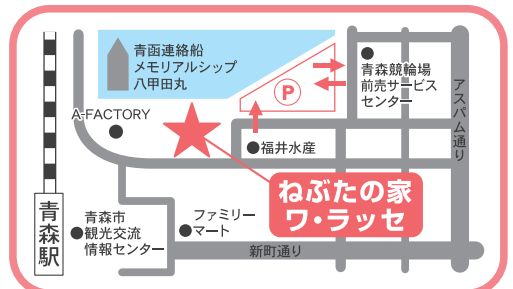 青函連絡船
メモリアルシップ
八甲田丸
P
青森競輪場
前売サービス
センター
アスパム通り
A-FACTORY
福井水産
ねぶたの家
ワ・ラッセ
青森駅
青森市
観光交流
情報センター
ファミリー
マート
新町通り